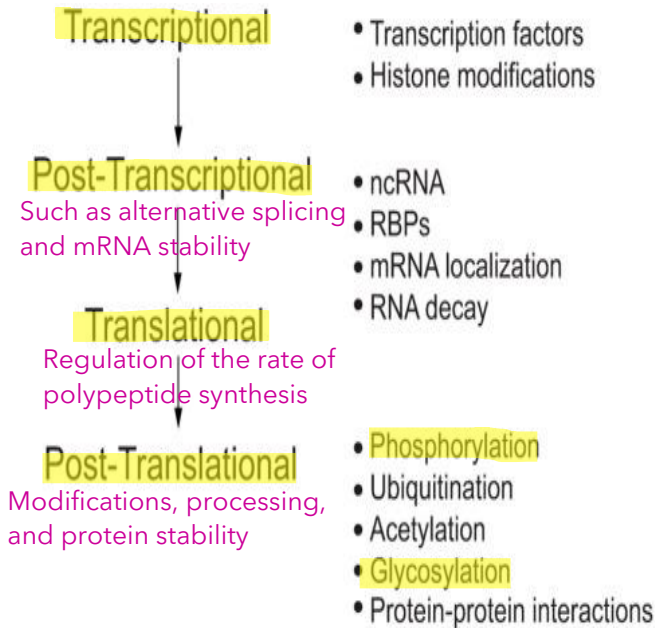 Transcriptional
• Transcription factors
• Histone modifications
Post-Transcriptional
Such as alternative splicing
and mRNA stability
• ncRNA
• RBPs
• mRNA localization
• RNA decay
Translational
Regulation of the rate of
polypeptide synthesis
Post-Translational
Modifications, processing,
and protein stability
• Phosphorylation
• Ubiquitination
• Acetylation
• Glycosylation
• Protein-protein interactions